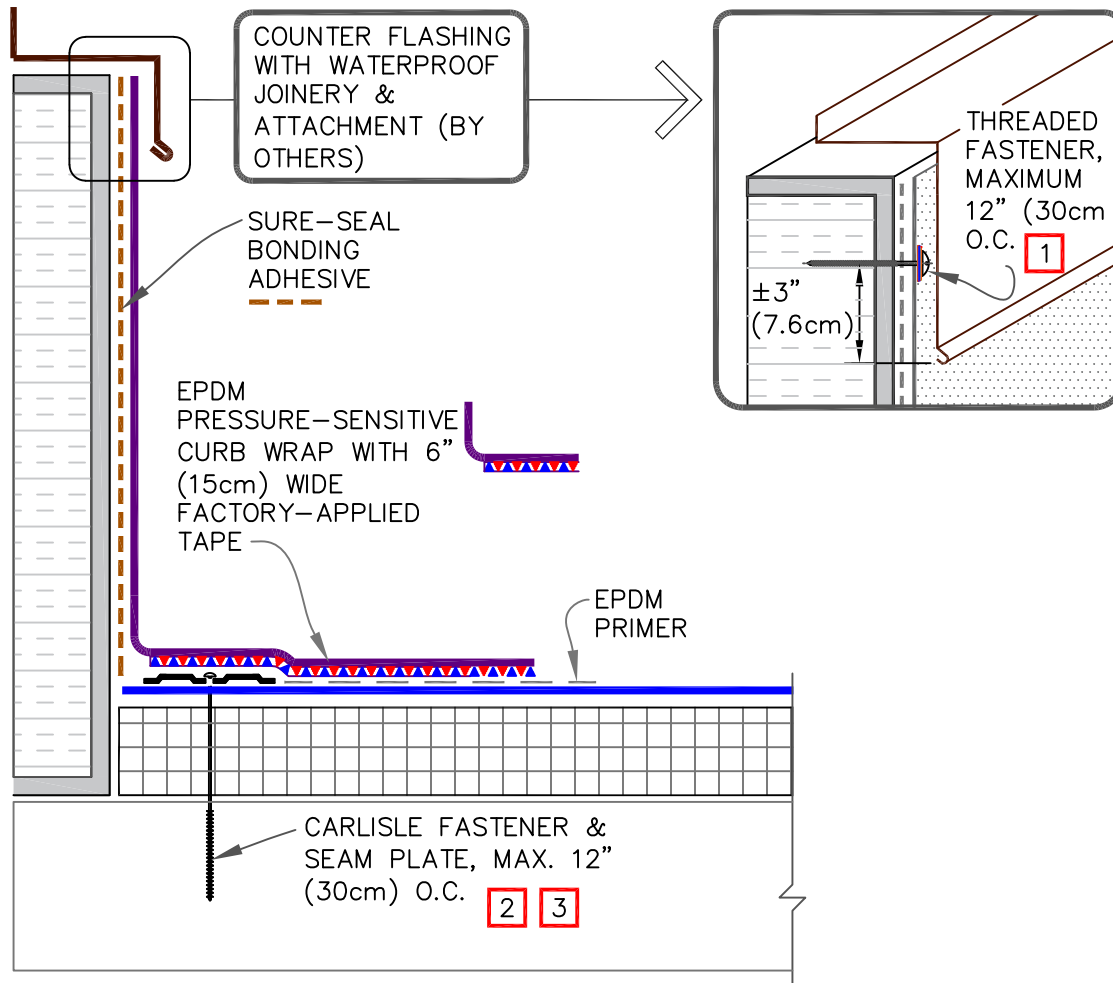 COUNTER FLASHING
WITH WATERPROOF
JOINERY &
ATTACHMENT (BY
OTHERS)
THREADED
FASTENER,
MAXIMUM
12" (30cm
O.C. 1
±3"
(7.6cm)
SURE-SEAL
BONDING
ADHESIVE
EPDM
PRESSURE-SENSITIVE
CURB WRAP WITH 6"
(15cm) WIDE
FACTORY-APPLIED
TAPE
EPDM
PRIMER
CARLISLE FASTENER &
SEAM PLATE, MAX. 12"
(30cm) O.C. 2 3